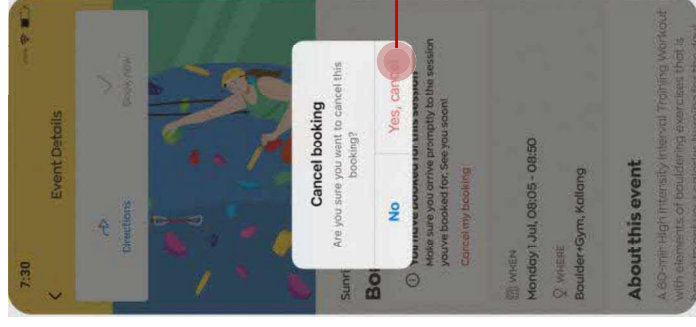 7:30
Event Details
Directions
Book now
Cancel booking
Are you sure you want to cancel this
booking?
No
Yes, cancel
Sunri
Bou
You have booked for this session
Make sure you arrive promptly to the session
you've booked for. See you soon!
Cancel my booking
WHEN
Monday 1 Jul, 08:05 - 08:50
WHERE
Boulder+Gym, Kallang
About this event
A 60-min High Intensity Interval Training Workout
with elements of bouldering exercises that is